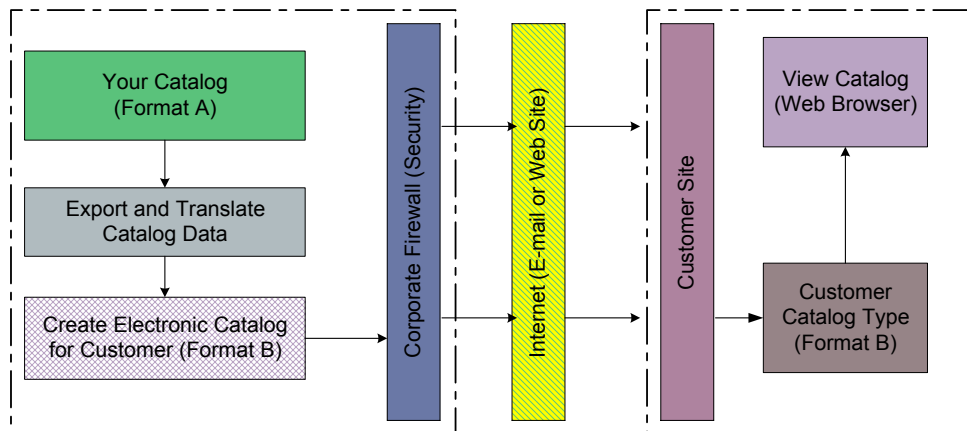 Your Catalog
(Format A)
Export and Translate
Catalog Data
Create Electronic Catalog
for Customer (Format B)
Corporate Firewall (Security)
Internet (E-mail or Web Site)
Customer Site
View Catalog
(Web Browser)
Customer
Catalog Type
(Format B)